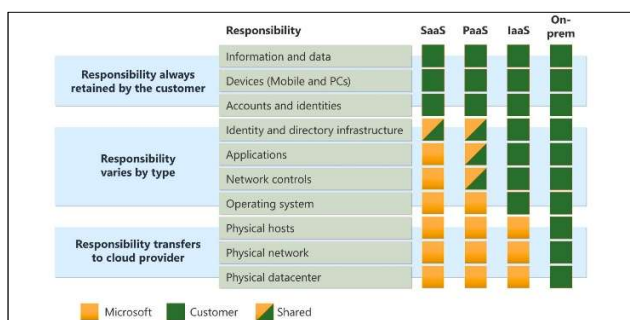 Responsibility SaaS PaaS IaaS On-prem
Information and data
Responsibility always retained by the customer
Devices (Mobile and PCs)
Accounts and identities
Identity and directory infrastructure
Responsibility varies by type
Applications
Network controls
Operating system
Physical hosts
Responsibility transfers to cloud provider
Physical network
Physical datacenter
Microsoft Customer Shared